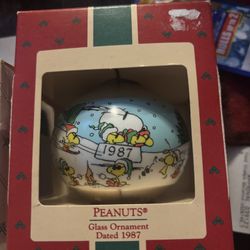 1987
PEANUTS®
Glass Ornament
Dated 1987